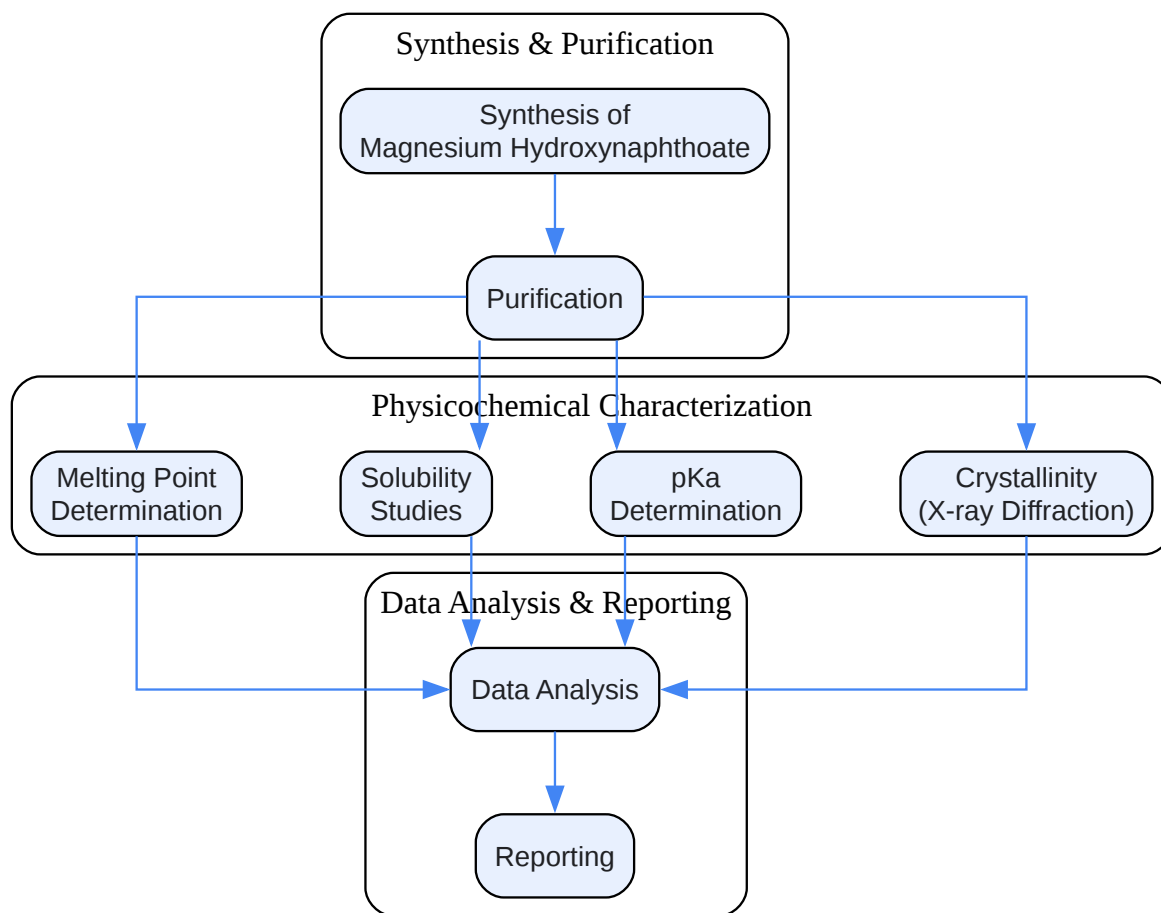 Synthesis & Purification
Synthesis of
Magnesium Hydroxynaphthoate
Purification
Physicochemical Characterization
Melting Point
Determination
Solubility
Studies
pKa
Determination
Crystallinity
(X-ray Diffraction)
Data Analysis & Reporting
Data Analysis
Reporting